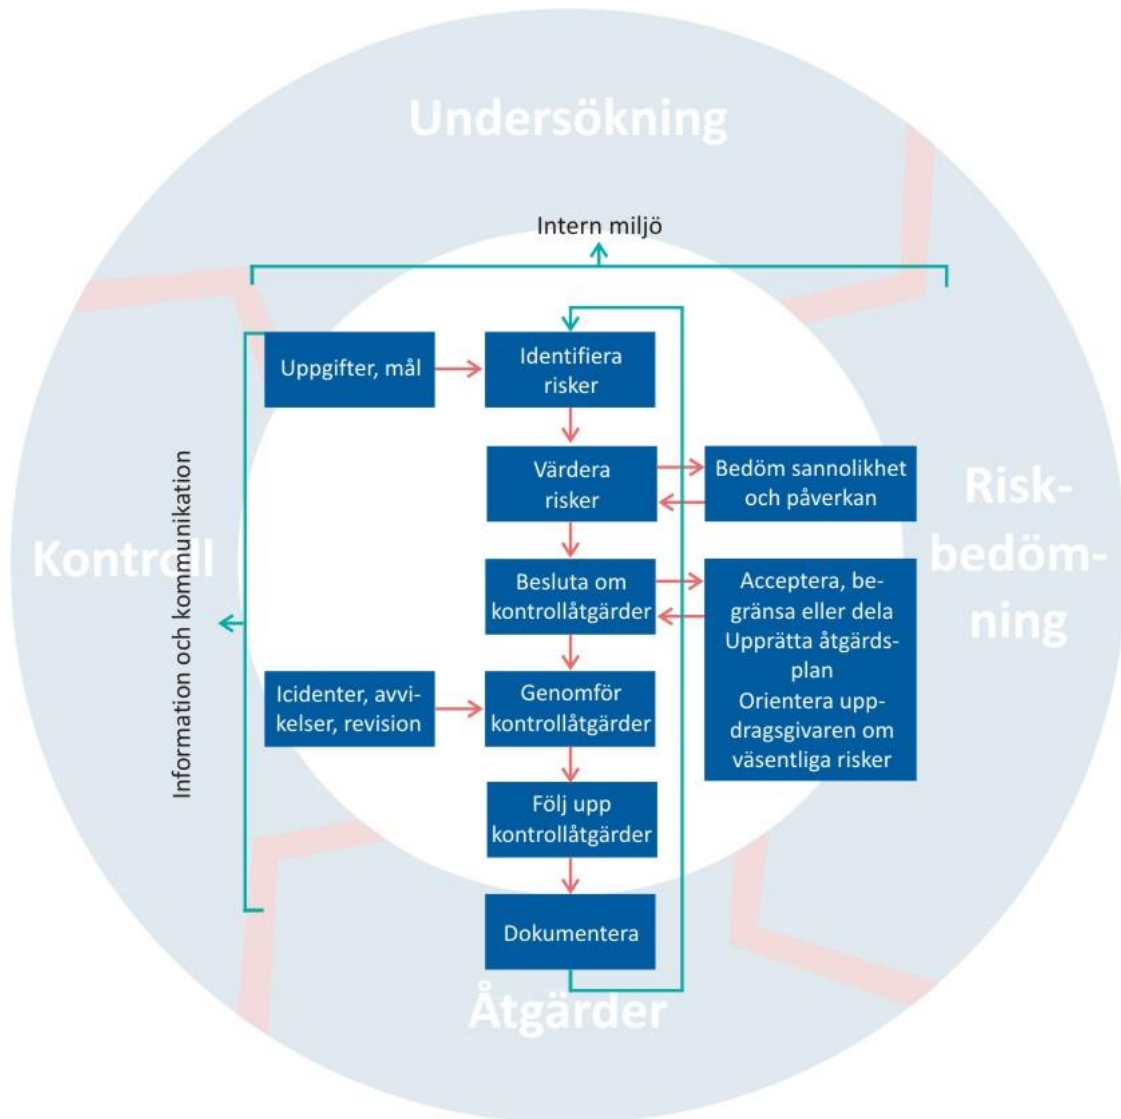 Undersökning
Intern miljö
Uppgifter, mål
Identifiera
risker
Värdera
risker
Bedöm sannolikhet
och påverkan
Risk-
bedöm-
ning
Kontroll
Information och kommunikation
Besluta om
kontrollåtgärder
Acceptera, be-
gränsa eller dela
Upprätta åtgärds-
plan
Orientera upp-
dragsgivaren om
väsentliga risker
Icidenter, avvi-
kelser, revision
Genomför
kontrollåtgärder
Följ upp
kontrollåtgärder
Dokumentera
Åtgärder